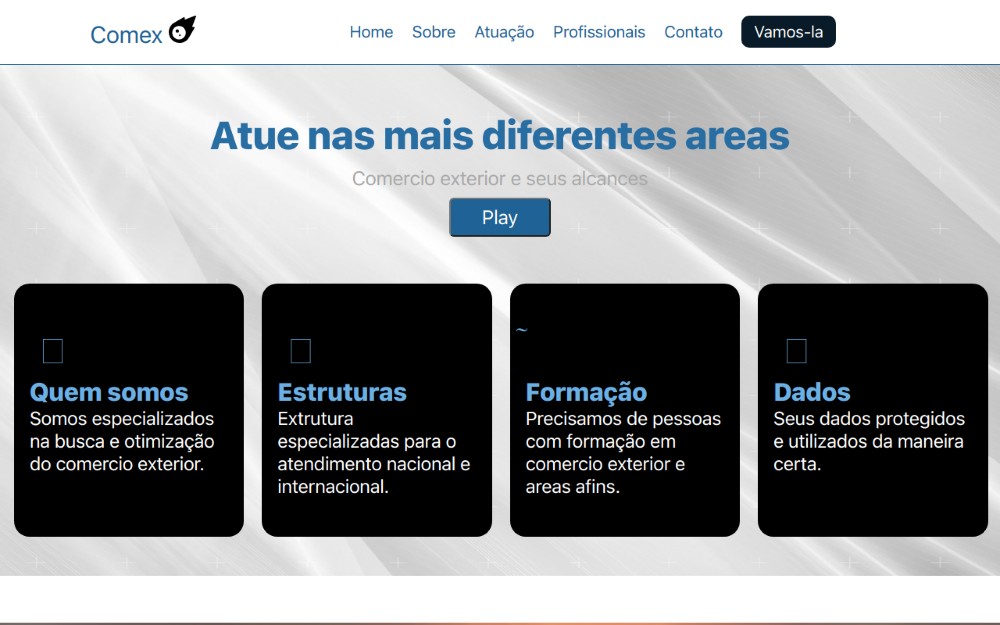 Comex
Home Sobre Atuação Profissionais Contato Vamos-la
Atue nas mais diferentes areas
Comercio exterior e seus alcances
Play
Quem somos
Somos especializados
na busca e otimização
do comercio exterior.
Estruturas
Extrutura
especializadas para o
atendimento nacional e
internacional.
~
Formação
Precisamos de pessoas
com formação em
comercio exterior e
areas afins.
Dados
Seus dados protegidos
e utilizados da maneira
certa.